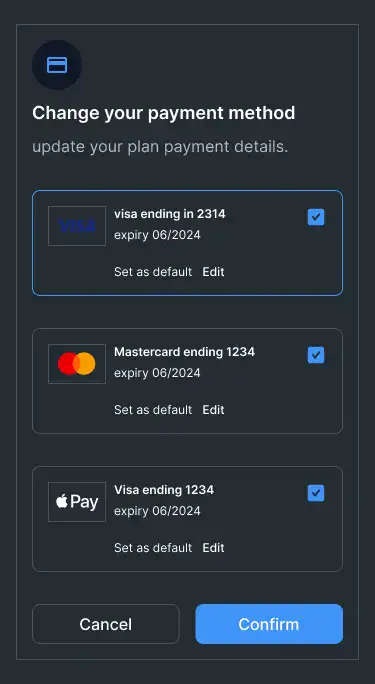 Change your payment method
update your plan payment details.
VISA
visa ending in 2314
expiry 06/2024
Set as default Edit
Mastercard ending 1234
expiry 06/2024
Set as default Edit
Pay
Visa ending 1234
expiry 06/2024
Set as default Edit
Cancel Confirm